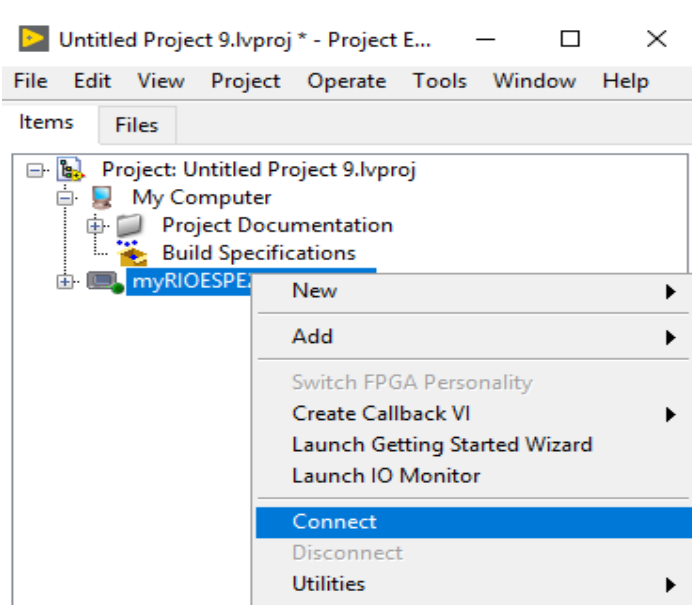 Untitled Project 9.lvproj * - Project E...
File Edit View Project Operate Tools Window Help
Items Files
Project: Untitled Project 9.lvproj
My Computer
Project Documentation
Build Specifications
New
Add
Switch FPGA Personality
Create Callback VI
Launch Getting Started Wizard
Launch IO Monitor
Connect
Disconnect
Utilities